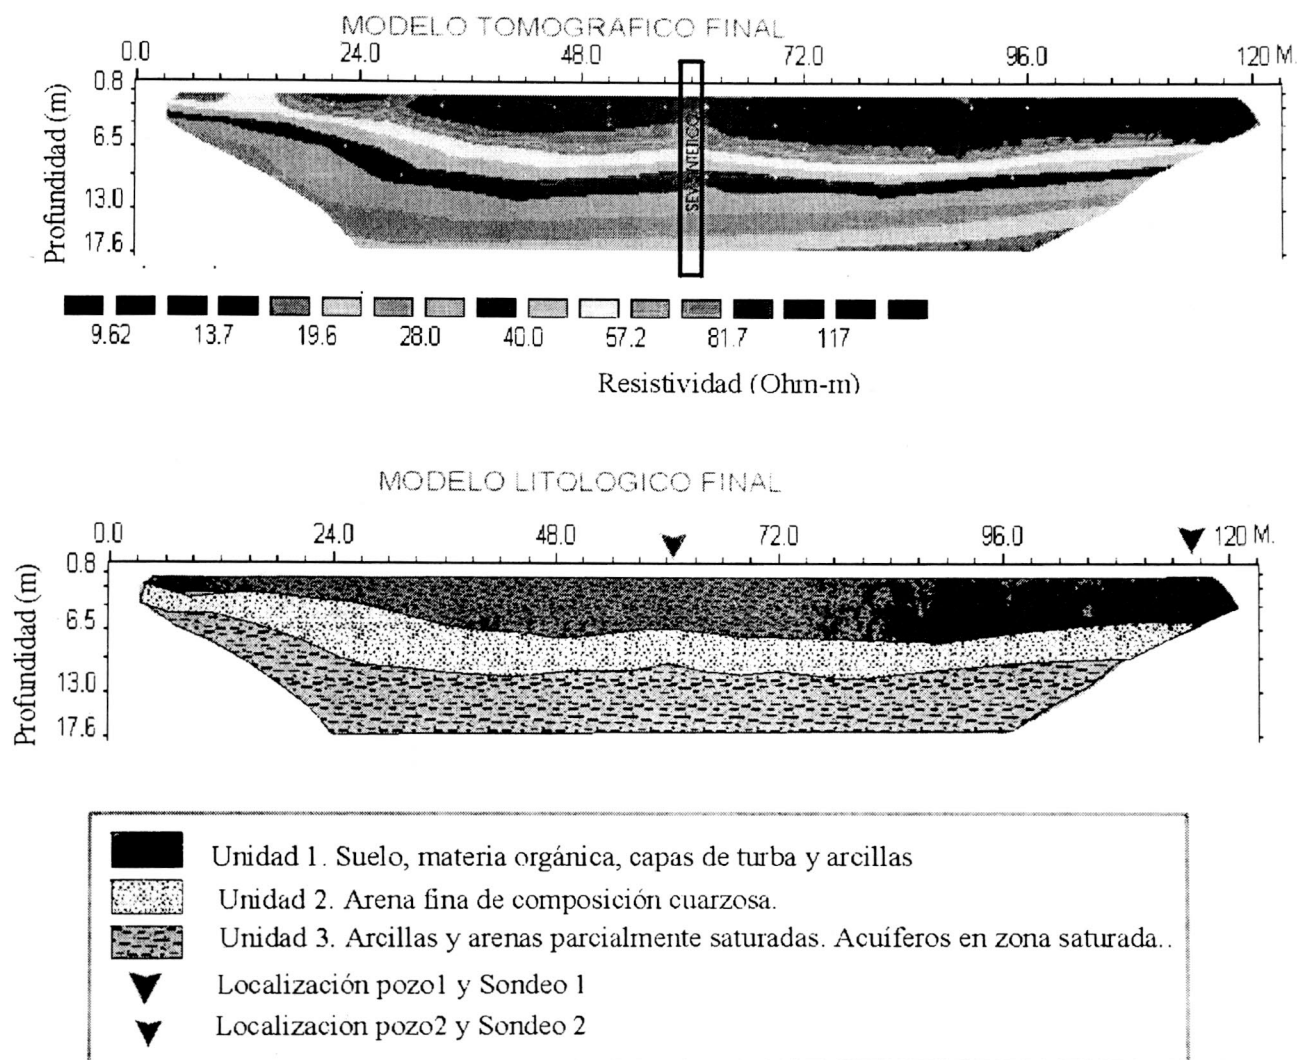 MODELO TOMOGRAFICO FINAL
0.0 24.0 48.0 72.0 96.0 120 M.
Profundidad (m)
0.8
6.5
13.0
17.6
SEV SINTETICO
9.62 13.7 19.6 28.0 40.0 57.2 81.7 117
Resistividad (Ohm-m)
MODELO LITOLOGICO FINAL
0.0 24.0 48.0 72.0 96.0 120 M.
Profundidad (m)
0.8
6.5
13.0
17.6
Unidad 1. Suelo, materia orgánica, capas de turba y arcillas
Unidad 2. Arena fina de composición cuarzosa.
Unidad 3. Arcillas y arenas parcialmente saturadas. Acuíferos en zona saturada..
Localización pozo1 y Sondeo 1
Localizacion pozo2 y Sondeo 2